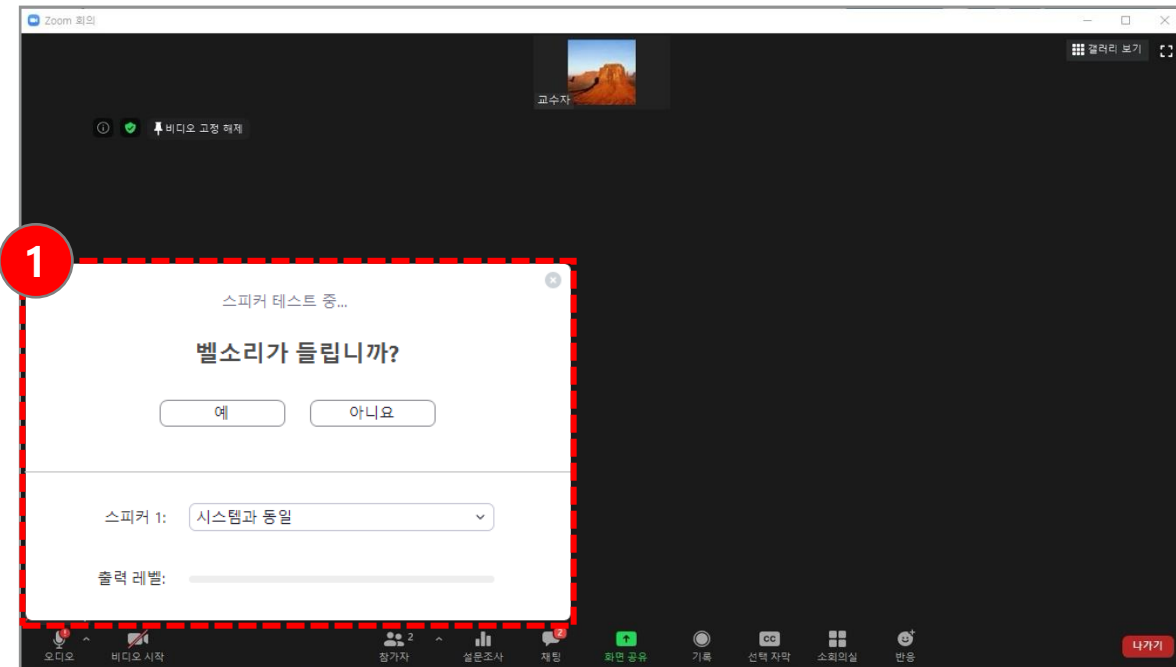 Zoom 회의
갤러리 보기
교수자
비디오 고정 해제
1
스피커 테스트 중...
벨소리가 들립니까?
예
아니요
스피커 1:
시스템과 동일
출력 레벨:
오디오
비디오 시작
2
참가자
설문조사
2
채팅
화면 공유
기록
CC
선택 자막
소회의실
반응
나가기